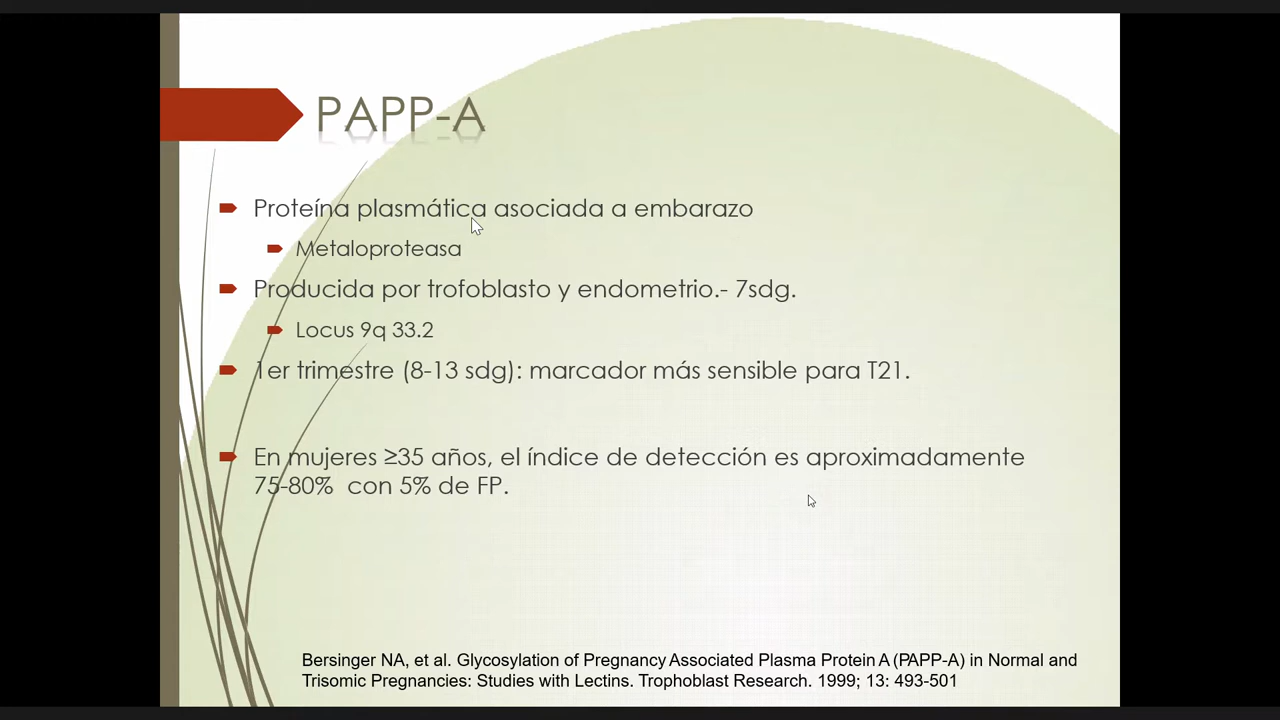 PAPP-A
Proteína plasmática asociada a embarazo
Metaloproteasa
Producida por trofoblasto y endometrio.- 7sdg.
Locus 9q 33.2
1er trimestre (8-13 sdg): marcador más sensible para T21.
En mujeres ≥35 años, el índice de detección es aproximadamente
75-80%  con 5% de FP.
Bersinger NA, et al. Glycosylation of Pregnancy Associated Plasma Protein A (PAPP-A) in Normal and
Trisomic Pregnancies: Studies with Lectins. Trophoblast Research. 1999; 13: 493-501